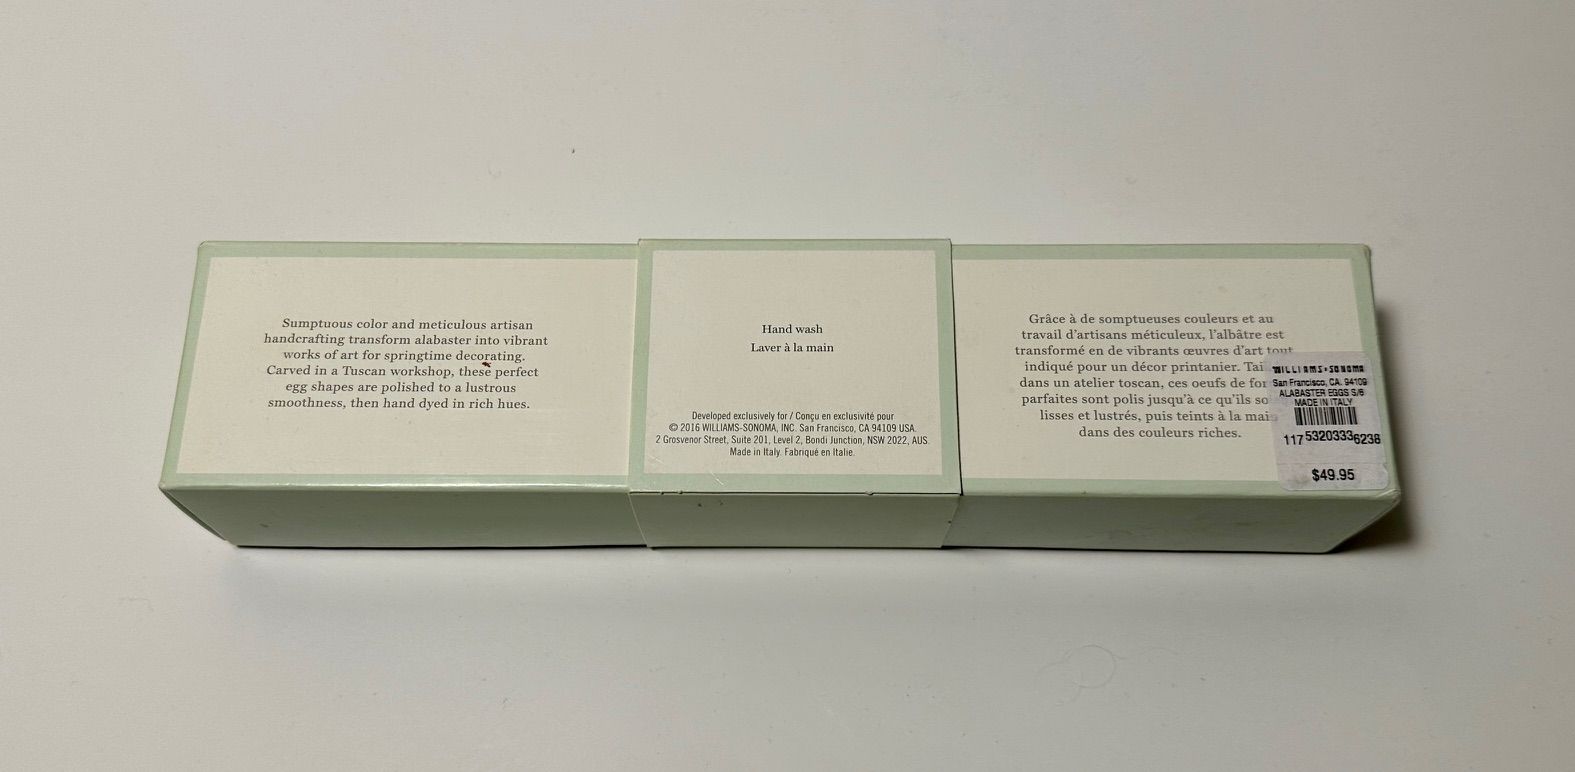 Sumptuous color and meticulous artisan
handcrafting transform alabaster into vibrant
works of art for springtime decorating.
Carved in a Tuscan workshop, these perfect
egg shapes are polished to a lustrous
smoothness, then hand dyed in rich hues.
Hand wash
Laver à la main
Developed exclusively for / Conçu en exclusivité pour
© 2016 WILLIAMS-SONOMA, INC. San Francisco, CA 94109 USA.
2 Grosvenor Street, Suite 201, Level 2, Bondi Junction, NSW 2022, AUS.
Made in Italy. Fabriqué en Italie.
Grâce à de somptueuses couleurs et au
travail d'artisans méticuleux, l'albâtre est
transformé en de vibrants œuvres d'art tout
indiqué pour un décor printanier.
dans un atelier toscan, ces oeufs de
parfaites sont polis jusqu'à ce qu'ils
lisses et lustrés, puis teints à la main
dans des couleurs riches.
WILLIAMS-SONOMA
San Francisco, CA. 94109
ALABASTER EGGS S/6
MADE IN ITALY
117 5320333 6238
$49.95